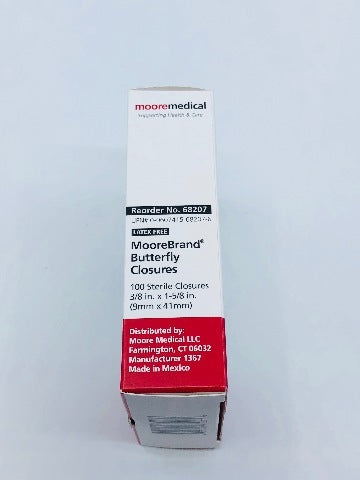 mooremedical
Supporting Health & Care
Reorder No. 68207
LATEX FREE
MooreBrand®
Butterfly
Closures
100 Sterile Closures
3/8 in. x 1-5/8 in.
(9mm x 41mm)
Distributed by:
Moore Medical LLC
Farmington, CT 06032
Manufacturer 1367
Made in Mexico